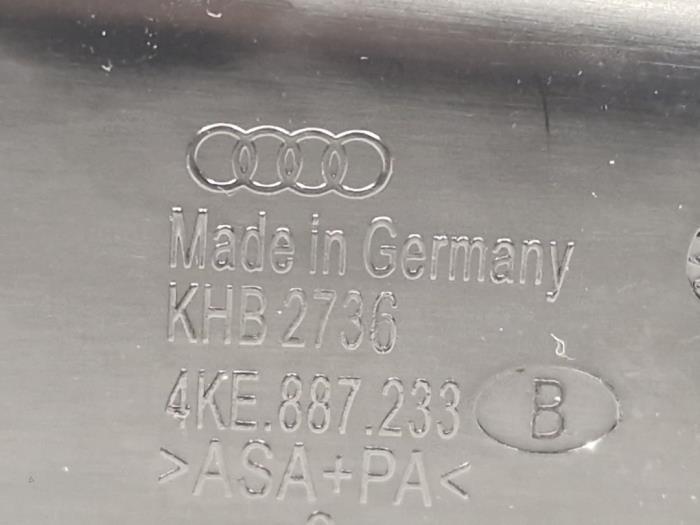 Made in Germany
KHB 2736
4KE.887.233 B
>ASA+PA<